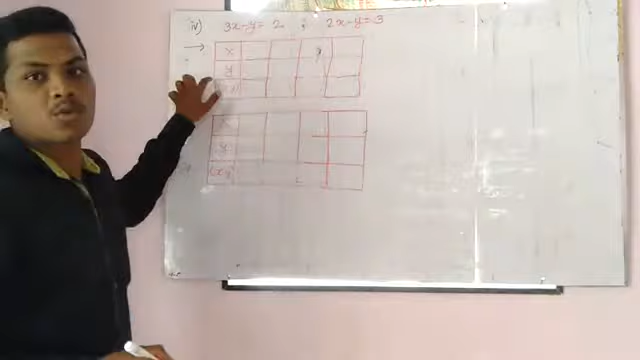 iv) 3x-y= 2 ; 2x-y=3
→ x
y
x
y
(x,y)